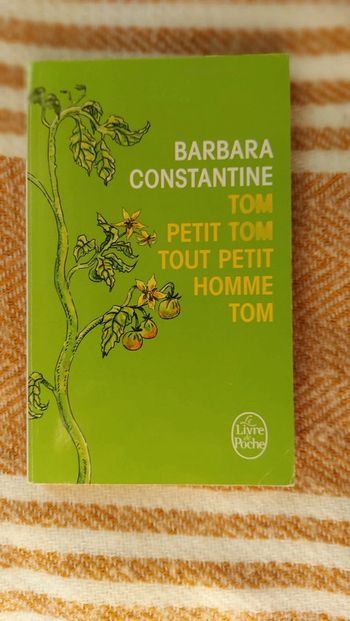 BARBARA
CONSTANTINE
TOM
PETIT TOM
TOUT PETIT
HOMME
TOM
Le
Livre
de
Poche